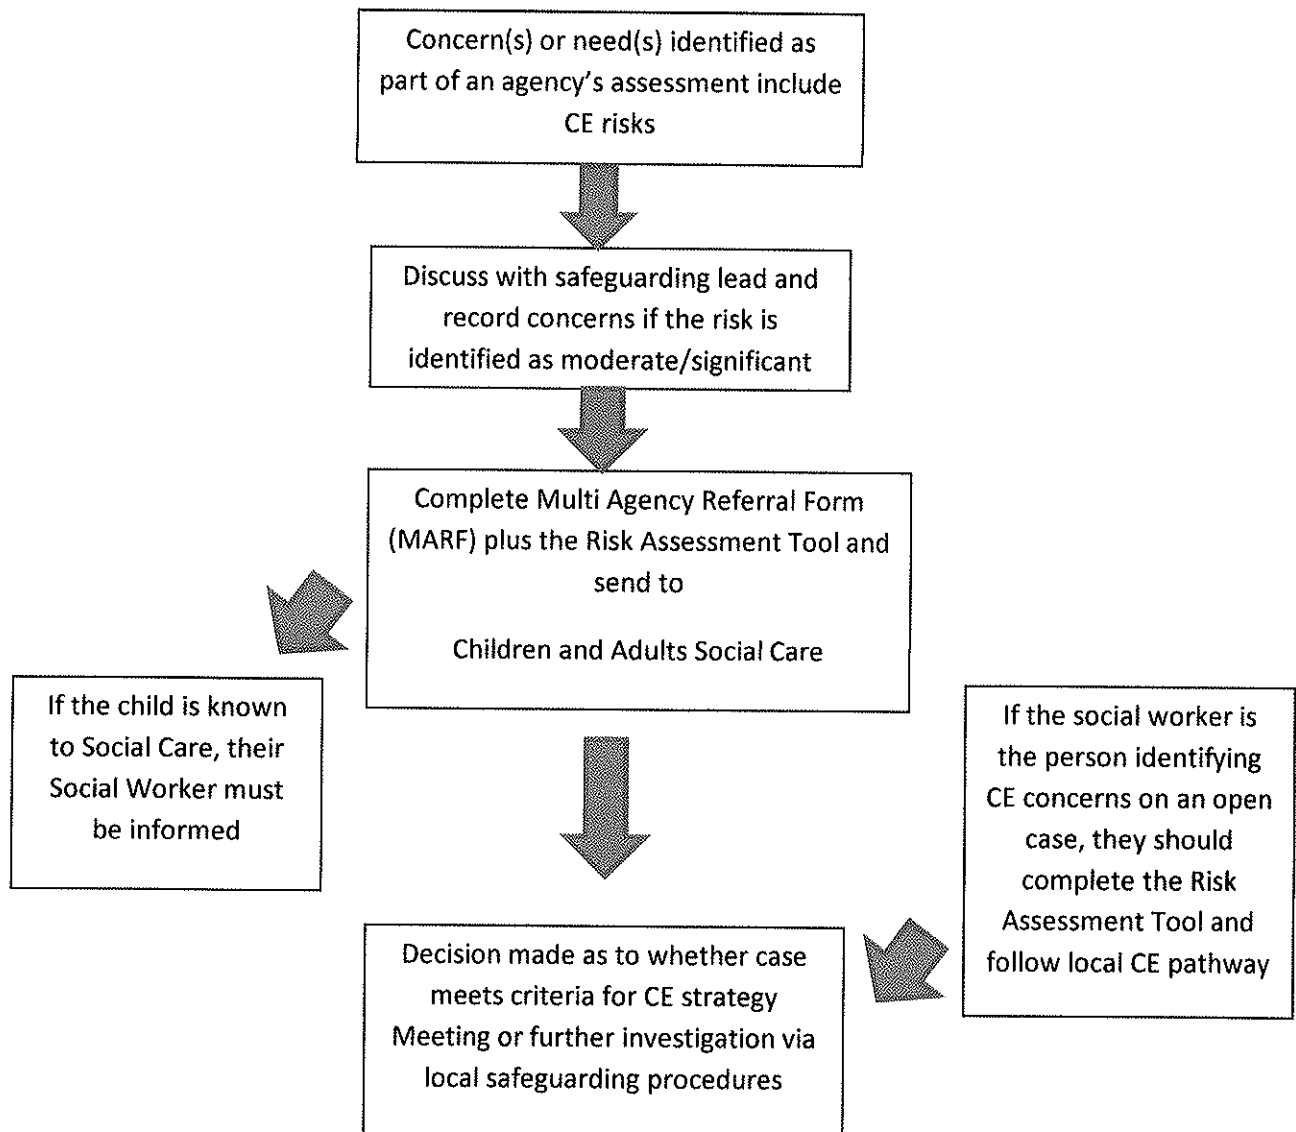 Concern(s) or need(s) identified as
part of an agency's assessment include
CE risks
Discuss with safeguarding lead and
record concerns if the risk is
identified as moderate/significant
Complete Multi Agency Referral Form
(MARF) plus the Risk Assessment Tool and
send to
Children and Adults Social Care
If the child is known
to Social Care, their
Social Worker must
be informed
If the social worker is
the person identifying
CE concerns on an open
case, they should
complete the Risk
Assessment Tool and
follow local CE pathway
Decision made as to whether case
meets criteria for CE strategy
Meeting or further investigation via
local safeguarding procedures